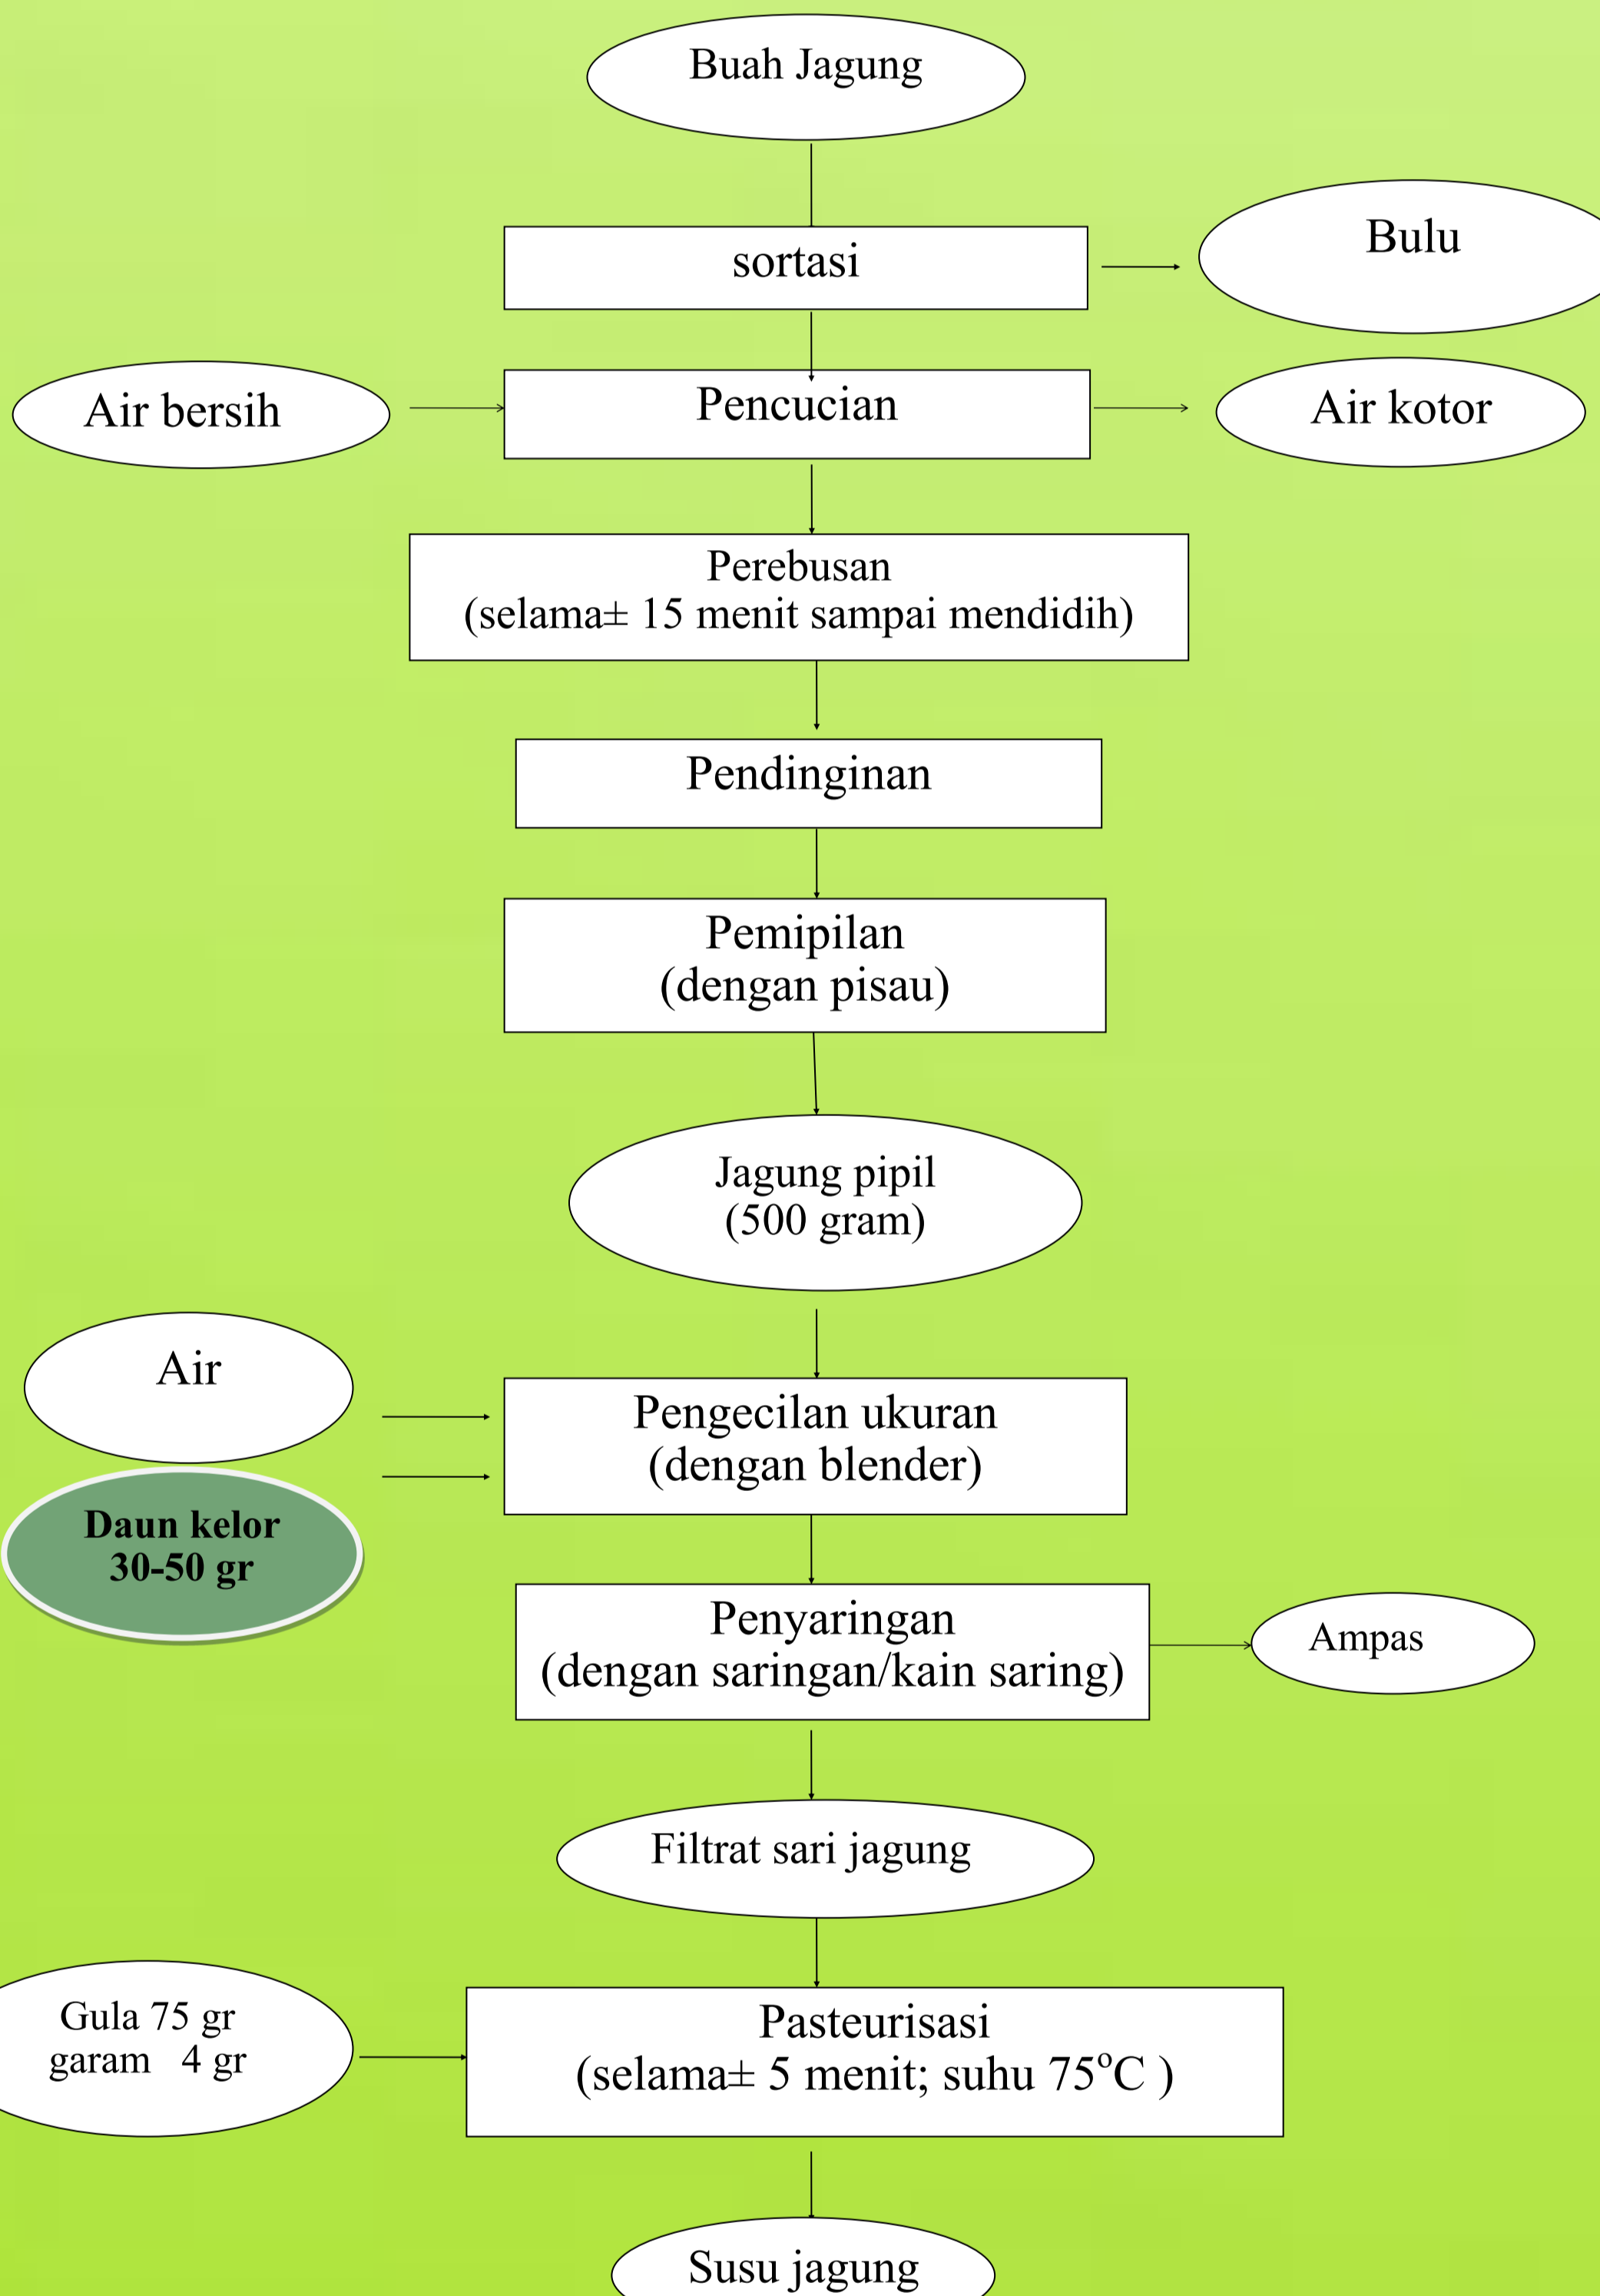 Buah Jagung
sortasi
Bulu
Air bersih
Pencucian
Air kotor
Perebusan
(selama± 15 menit sampai mendidih)
Pendinginan
Pemipilan
(dengan pisau)
Jagung pipil
(500 gram)
Air
Pengecilan ukuran
(dengan blender)
Daun kelor
30-50 gr
Penyaringan
(dengan saringan/kain saring)
Ampas
Filtrat sari jagung
Gula 75 gr
garam   4 gr
Pasteurisasi
(selama± 5 menit; suhu 75°C )
Susu jagung